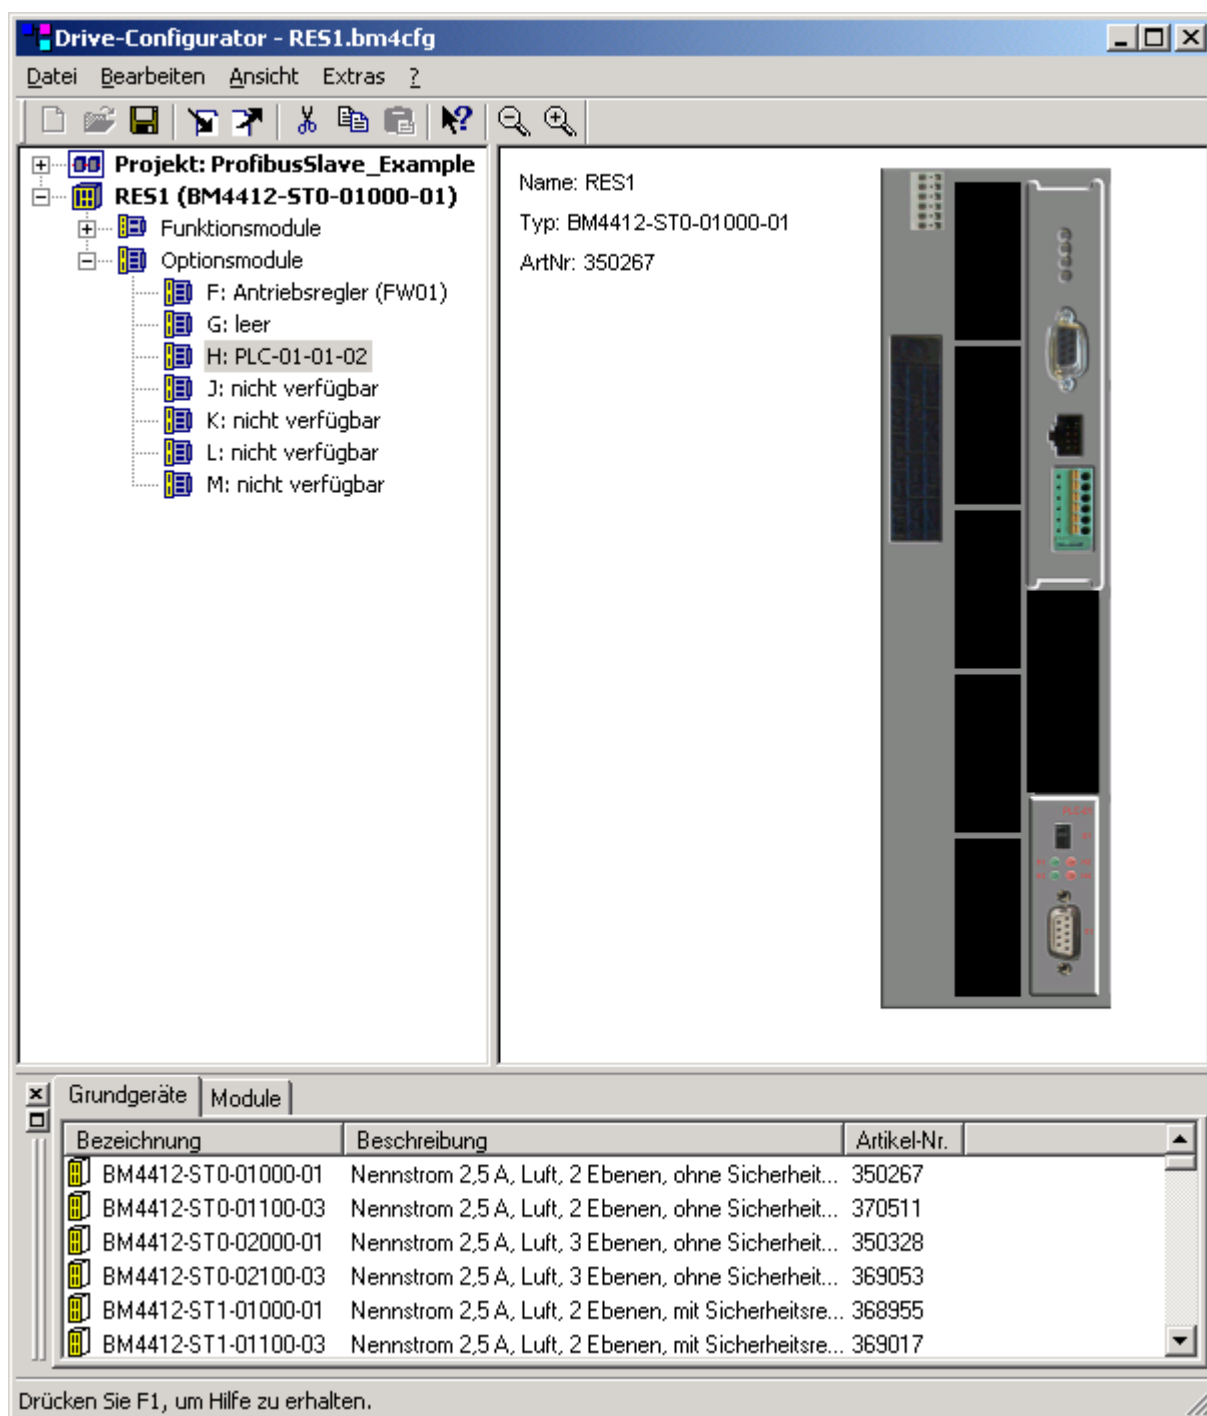 Drive-Configurator - RES1.bm4cfg
Datei Bearbeiten Ansicht Extras ?
Projekt: ProfibusSlave_Example
RES1 (BM4412-ST0-01000-01)
Funktionsmodule
Optionsmodule
F: Antriebsregler (FW01)
G: leer
H: PLC-01-01-02
J: nicht verfügbar
K: nicht verfügbar
L: nicht verfügbar
M: nicht verfügbar
Name: RES1
Typ: BM4412-ST0-01000-01
ArtNr: 350267
PLC-01
Grundgeräte Module
Bezeichnung Beschreibung Artikel-Nr.
BM4412-ST0-01000-01 Nennstrom 2,5 A, Luft, 2 Ebenen, ohne Sicherheit... 350267
BM4412-ST0-01100-03 Nennstrom 2,5 A, Luft, 2 Ebenen, ohne Sicherheit... 370511
BM4412-ST0-02000-01 Nennstrom 2,5 A, Luft, 3 Ebenen, ohne Sicherheit... 350328
BM4412-ST0-02100-03 Nennstrom 2,5 A, Luft, 3 Ebenen, ohne Sicherheit... 369053
BM4412-ST1-01000-01 Nennstrom 2,5 A, Luft, 2 Ebenen, mit Sicherheitsre... 368955
BM4412-ST1-01100-03 Nennstrom 2,5 A, Luft, 2 Ebenen, mit Sicherheitsre... 369017
Drücken Sie F1, um Hilfe zu erhalten.